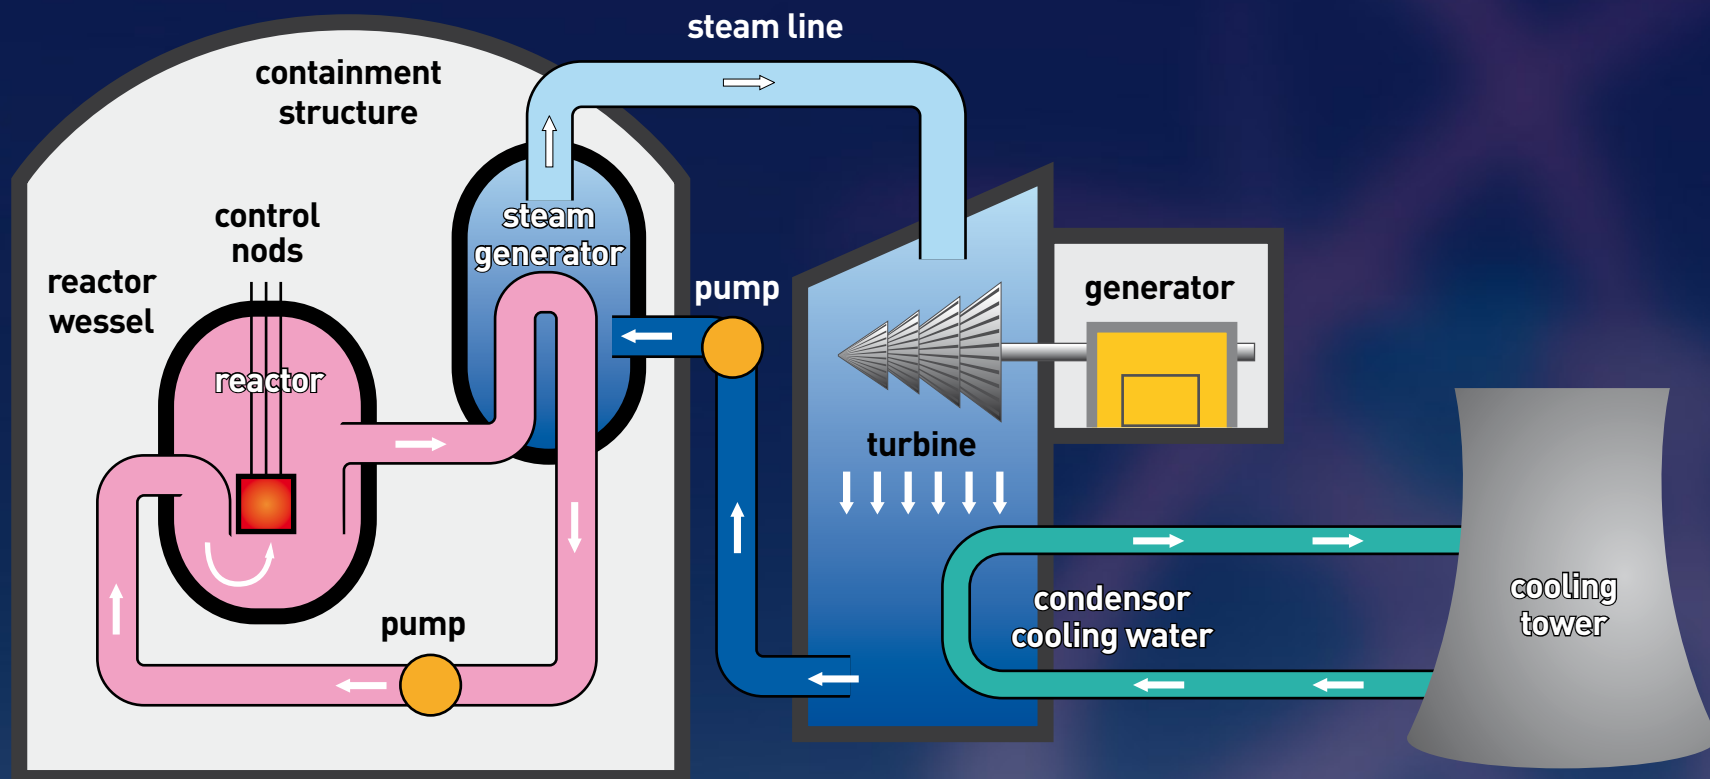 steam line
containment
structure
control
nods
reactor
wessel
reactor
steam
generator
pump
pump
generator
turbine
condensor
cooling water
cooling
tower